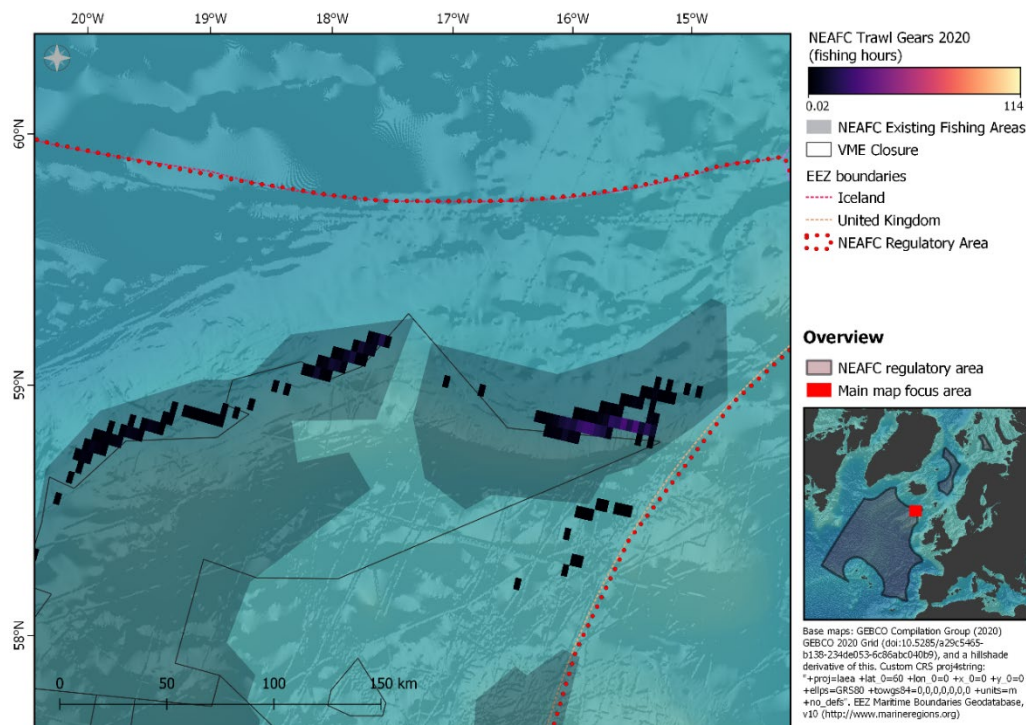 20°W
19°W
18°W
17°W
16°W
15°W
60°N
59°N
58°N
0
50
100
150 km
NEAFC Trawl Gears 2020
(fishing hours)
0.02
114
NEAFC Existing Fishing Areas
VME Closure
EEZ boundaries
Iceland
United Kingdom
NEAFC Regulatory Area
Overview
NEAFC regulatory area
Main map focus area
Base maps: GEBCO Compilation Group (2020)
GEBCO 2020 Grid (doi:10.5285/a29c5465-
b138-234de053-6c86abc040b9), and a hillshade
derivative of this. Custom CRS proj4string:
"+proj=laea +lat_0=60 +lon_0=0 +x_0=0 +y_0=0
+ellps=GRS80 +towgs84=0,0,0,0,0,0,0 +units=m
+no_defs". EEZ Maritime Boundaries Geodatabase,
v10 (http://www.marineregions.org)